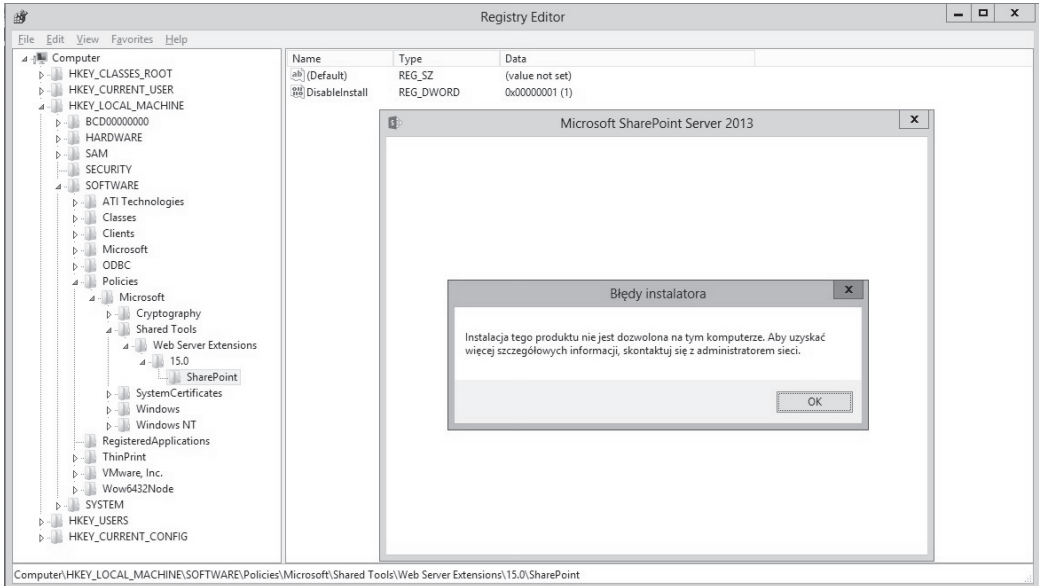 Registry Editor
File Edit View Favorites Help
Computer
HKEY_CLASSES_ROOT
HKEY_CURRENT_USER
HKEY_LOCAL_MACHINE
BCD00000000
HARDWARE
SAM
SECURITY
SOFTWARE
ATI Technologies
Classes
Clients
Microsoft
ODBC
Policies
Microsoft
Cryptography
Shared Tools
Web Server Extensions
15.0
SharePoint
SystemCertificates
Windows
Windows NT
RegisteredApplications
ThinPrint
VMware, Inc.
Wow6432Node
SYSTEM
HKEY_USERS
HKEY_CURRENT_CONFIG
Name Type Data
(Default) REG_SZ (value not set)
DisableInstall REG_DWORD 0x00000001 (1)
Microsoft SharePoint Server 2013
Błędy instalatora
Instalacja tego produktu nie jest dozwolona na tym komputerze. Aby uzyskać
więcej szczegółowych informacji, skontaktuj się z administratorem sieci.
OK
Computer\HKEY_LOCAL_MACHINE\SOFTWARE\Policies\Microsoft\Shared Tools\Web Server Extensions\15.0\SharePoint